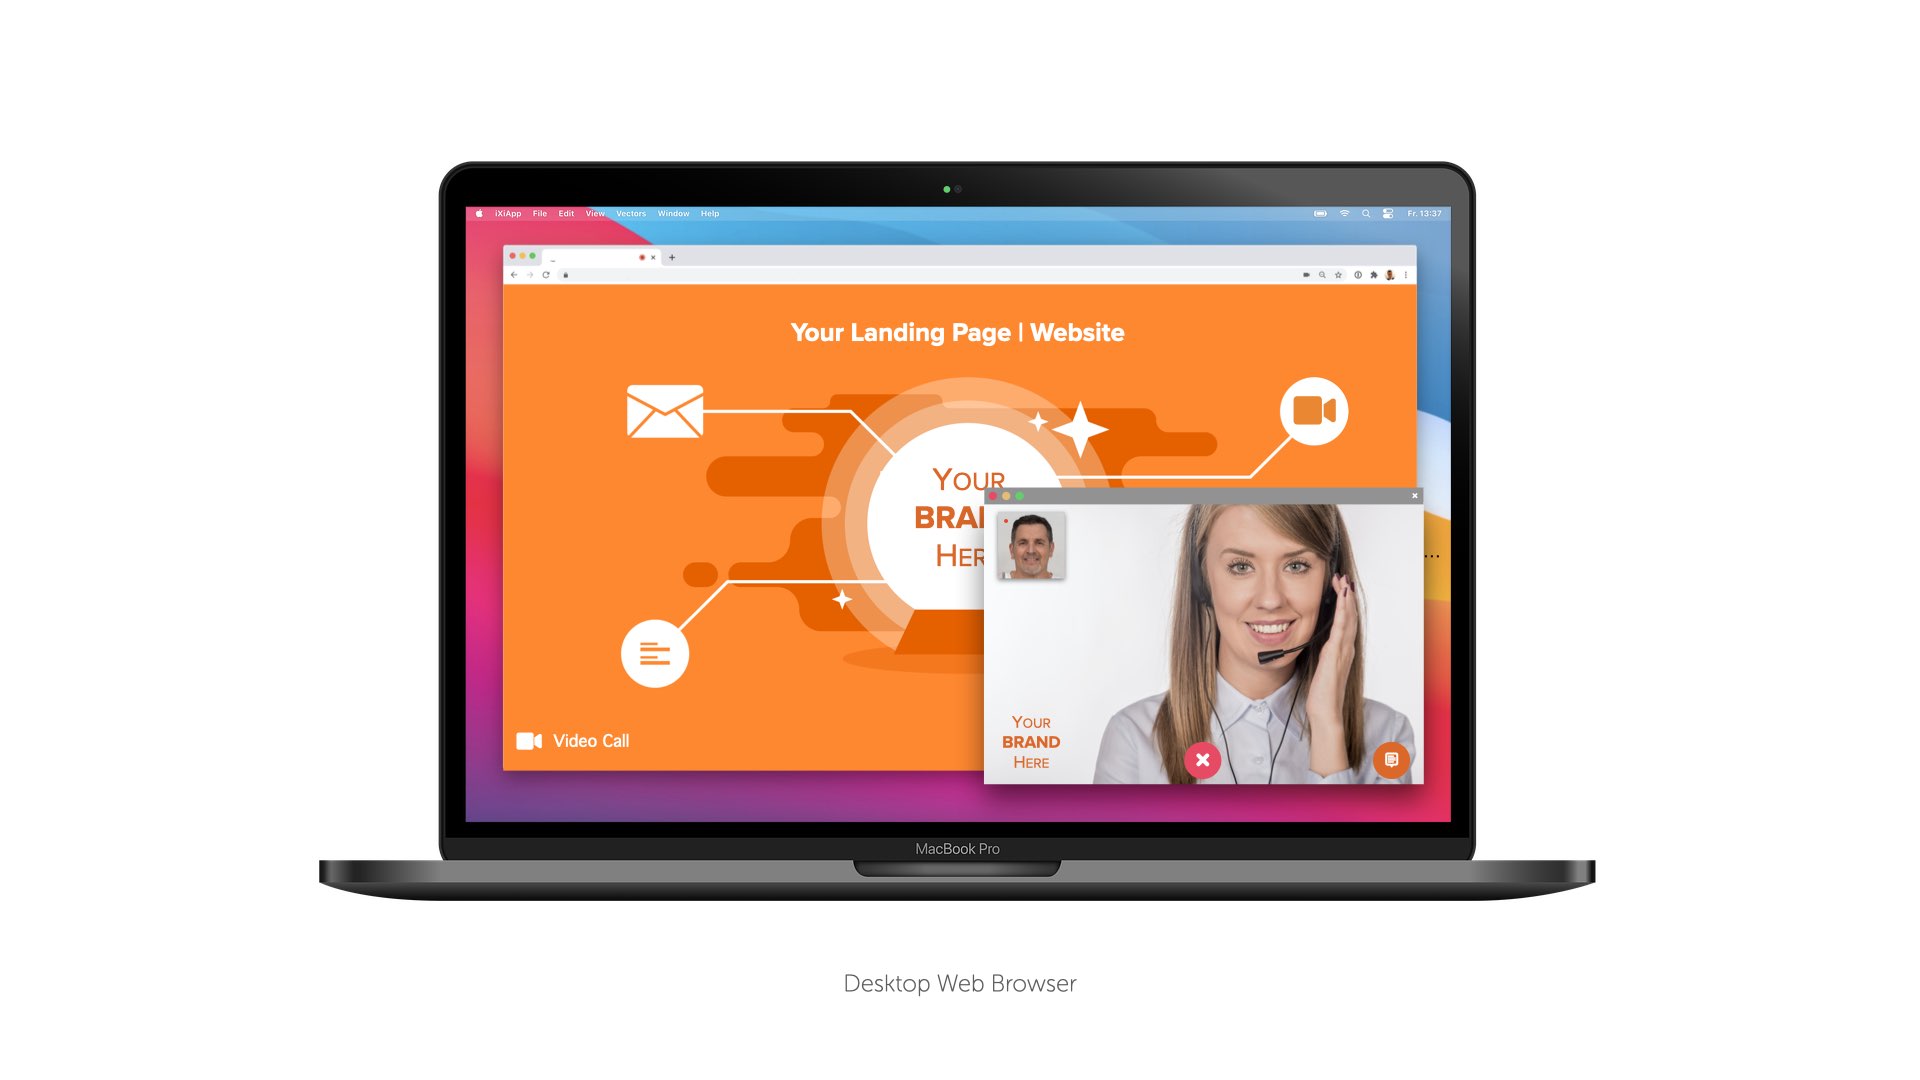 iXiApp File Edit View Vectors Window Help
Fr. 13:37
Your Landing Page | Website
YOUR
BRAN
HER
Video Call
YOUR
BRAND
HERE
MacBook Pro
Desktop Web Browser